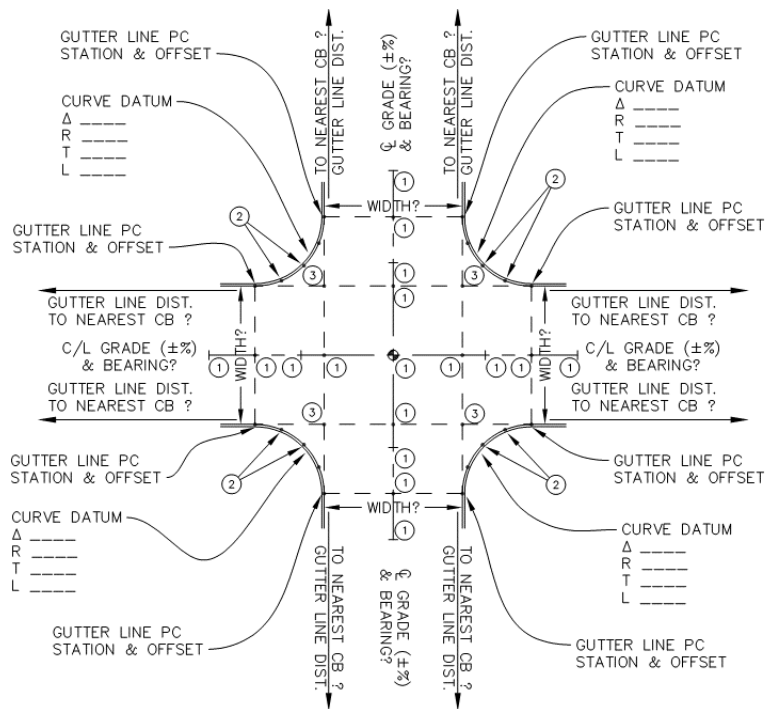 GUTTER LINE PC
STATION & OFFSET
TO NEAREST CB ?
GUTTER LINE DIST.
℄ GRADE (±%)
& BEARING?
TO NEAREST CB ?
GUTTER LINE DIST.
GUTTER LINE PC
STATION & OFFSET
CURVE DATUM
Δ ____
R ____
T ____
L ____
CURVE DATUM
Δ ____
R ____
T ____
L ____
1
WIDTH?
2
2
1
GUTTER LINE PC
STATION & OFFSET
GUTTER LINE PC
STATION & OFFSET
3
1
3
1
GUTTER LINE DIST.
TO NEAREST CB ?
GUTTER LINE DIST.
TO NEAREST CB ?
WIDTH?
WIDTH?
C/L GRADE (±%)
& BEARING?
1
1
1
1
1
1
1
1
1
C/L GRADE (±%)
& BEARING?
GUTTER LINE DIST.
TO NEAREST CB ?
GUTTER LINE DIST.
TO NEAREST CB ?
3
1
3
GUTTER LINE PC
STATION & OFFSET
1
GUTTER LINE PC
STATION & OFFSET
2
1
2
WIDTH?
1
CURVE DATUM
Δ ____
R ____
T ____
L ____
CURVE DATUM
Δ ____
R ____
T ____
L ____
TO NEAREST CB ?
GUTTER LINE DIST.
℄ GRADE (±%)
& BEARING?
TO NEAREST CB ?
GUTTER LINE DIST.
GUTTER LINE PC
STATION & OFFSET
GUTTER LINE PC
STATION & OFFSET